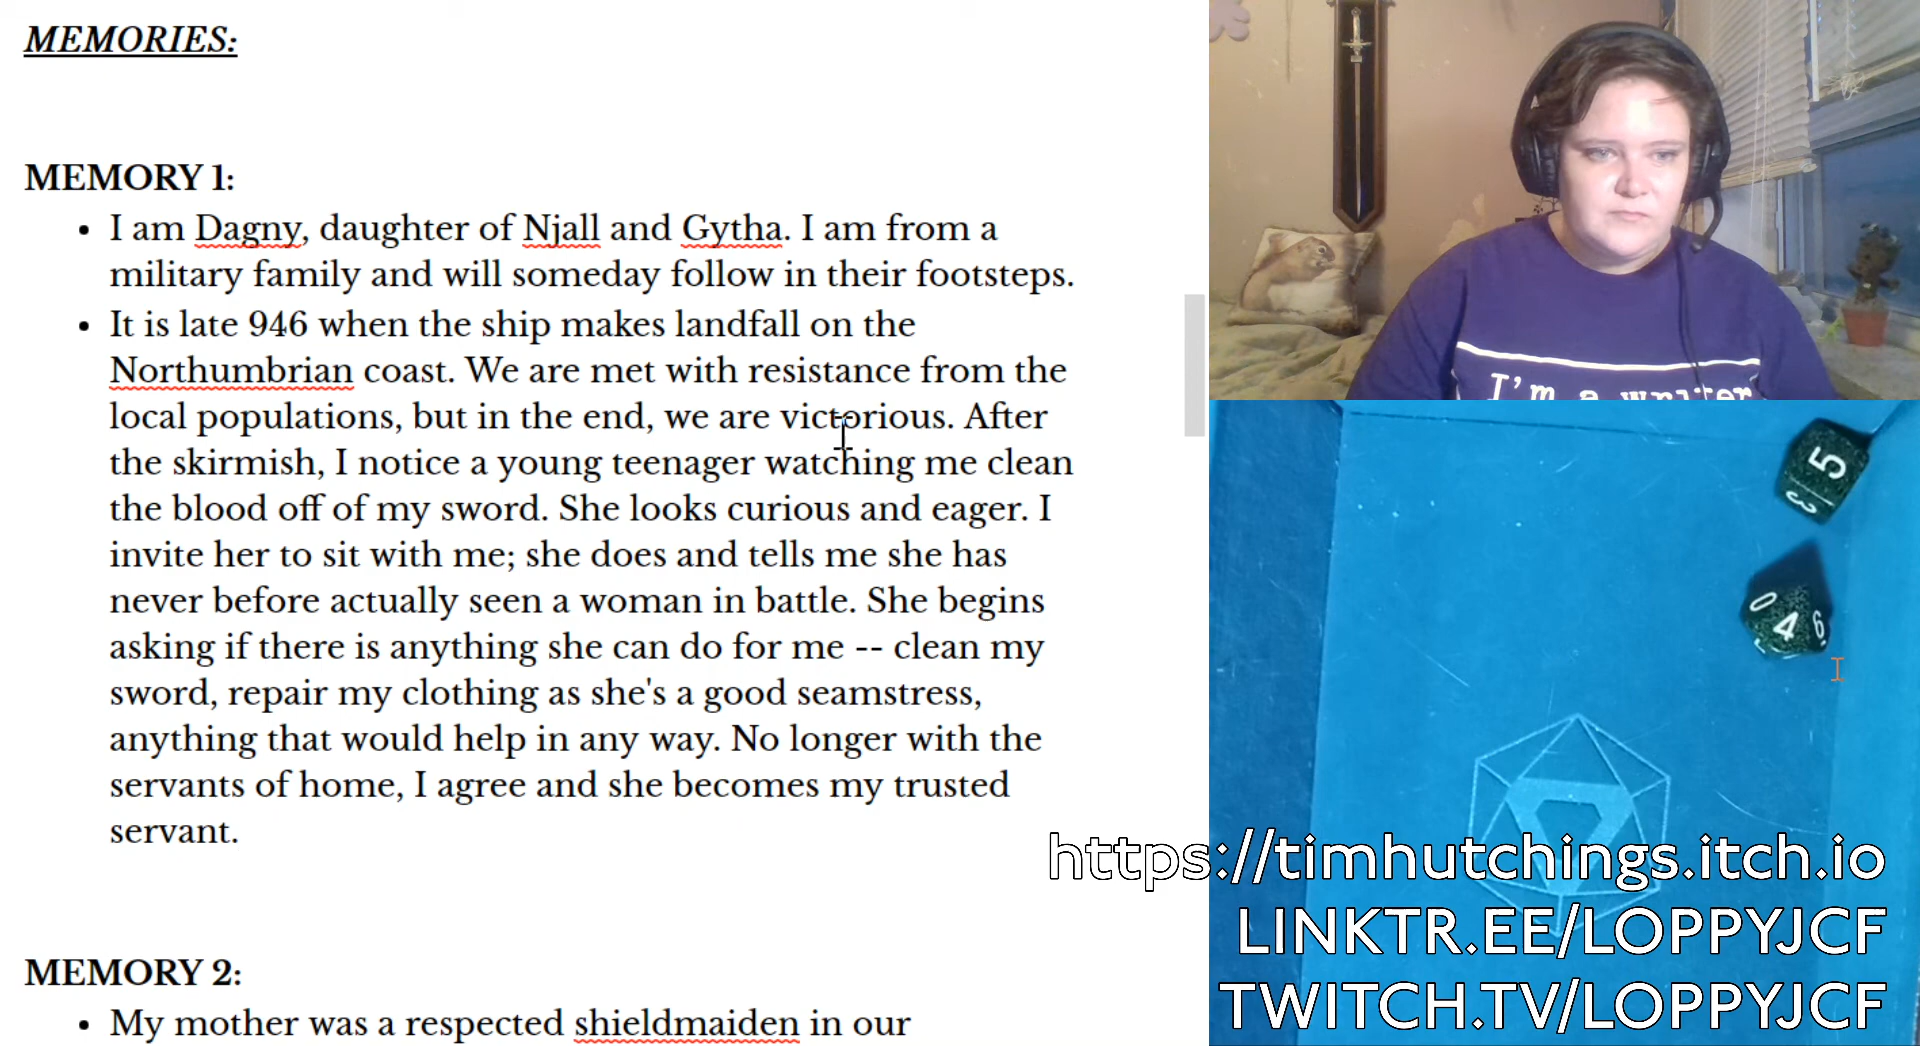 MEMORIES:
MEMORY 1:
I am Dagny, daughter of Njall and Gytha. I am from a
military family and will someday follow in their footsteps.
It is late 946 when the ship makes landfall on the
Northumbrian coast. We are met with resistance from the
local populations, but in the end, we are victorious. After
the skirmish, I notice a young teenager watching me clean
the blood off of my sword. She looks curious and eager. I
invite her to sit with me; she does and tells me she has
never before actually seen a woman in battle. She begins
asking if there is anything she can do for me -- clean my
sword, repair my clothing as she's a good seamstress,
anything that would help in any way. No longer with the
servants of home, I agree and she becomes my trusted
servant.
MEMORY 2:
My mother was a respected shieldmaiden in our
I'm a writer
5
3
0 4 6
https://timhutchings.itch.io
LINKTR.EE/LOPPYJCF
TWITCH.TV/LOPPYJCF